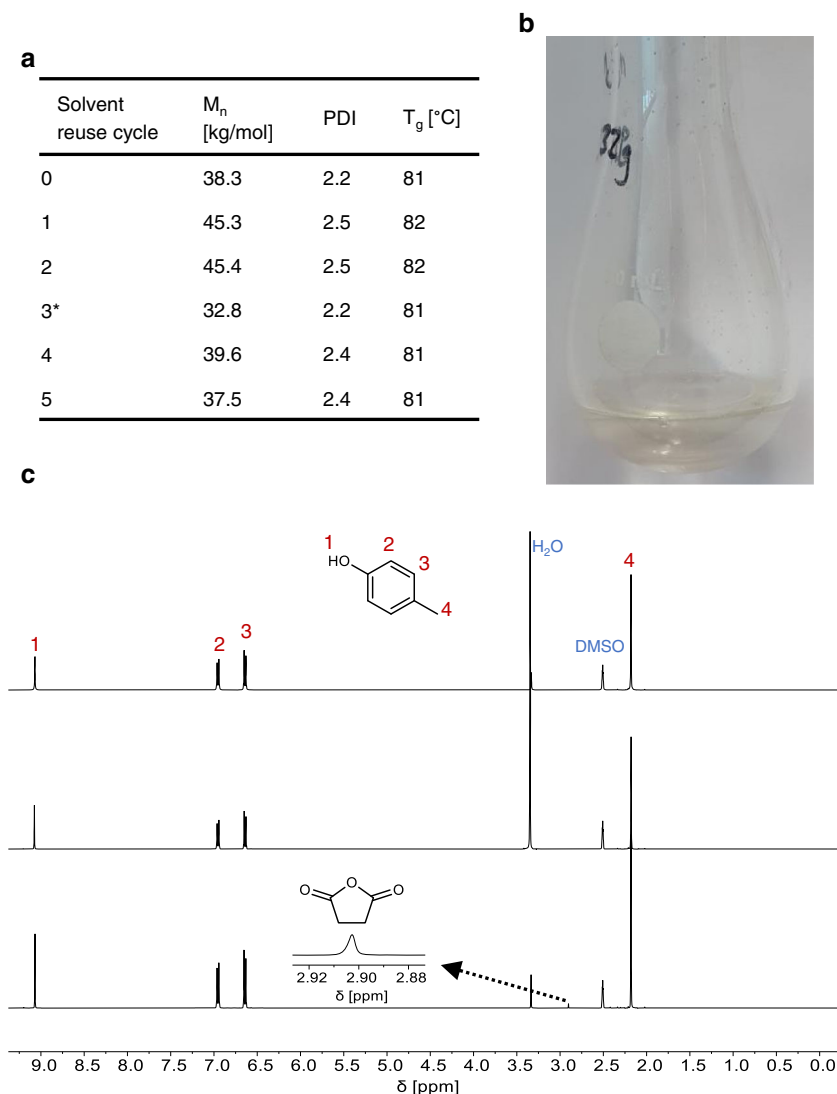 a
Solvent
reuse cycle
Mn
[kg/mol]
PDI
Tg [°C]
0 38.3 2.2 81
1 45.3 2.5 82
2 45.4 2.5 82
3* 32.8 2.2 81
4 39.6 2.4 81
5 37.5 2.4 81
b
c
1 2
HO 3
4
H₂O
4
1 2 3
DMSO
O O O
2.92 2.90 2.88
δ [ppm]
9.0 8.5 8.0 7.5 7.0 6.5 6.0 5.5 5.0 4.5 4.0 3.5 3.0 2.5 2.0 1.5 1.0 0.5 0.0
δ [ppm]